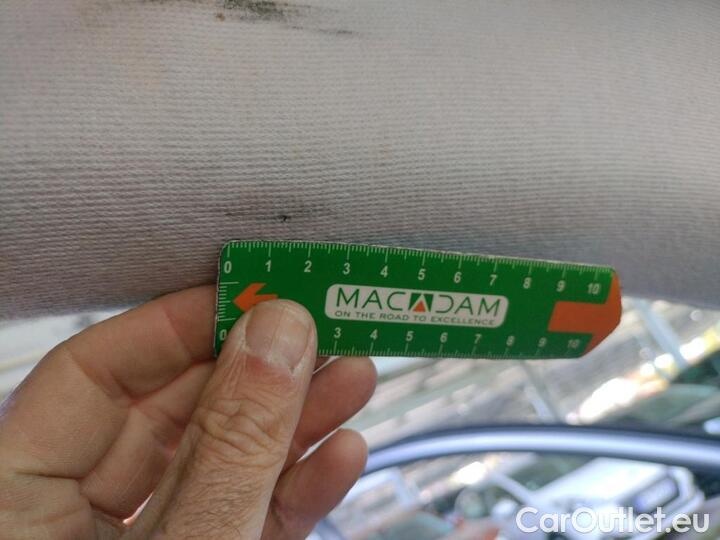 0 1 2 3 4 5 6 7 8 9 10
MACADAM
ON THE ROAD TO EXCELLENCE
0 3 4 5 6 7 8 9 10
CarOutlet.eu